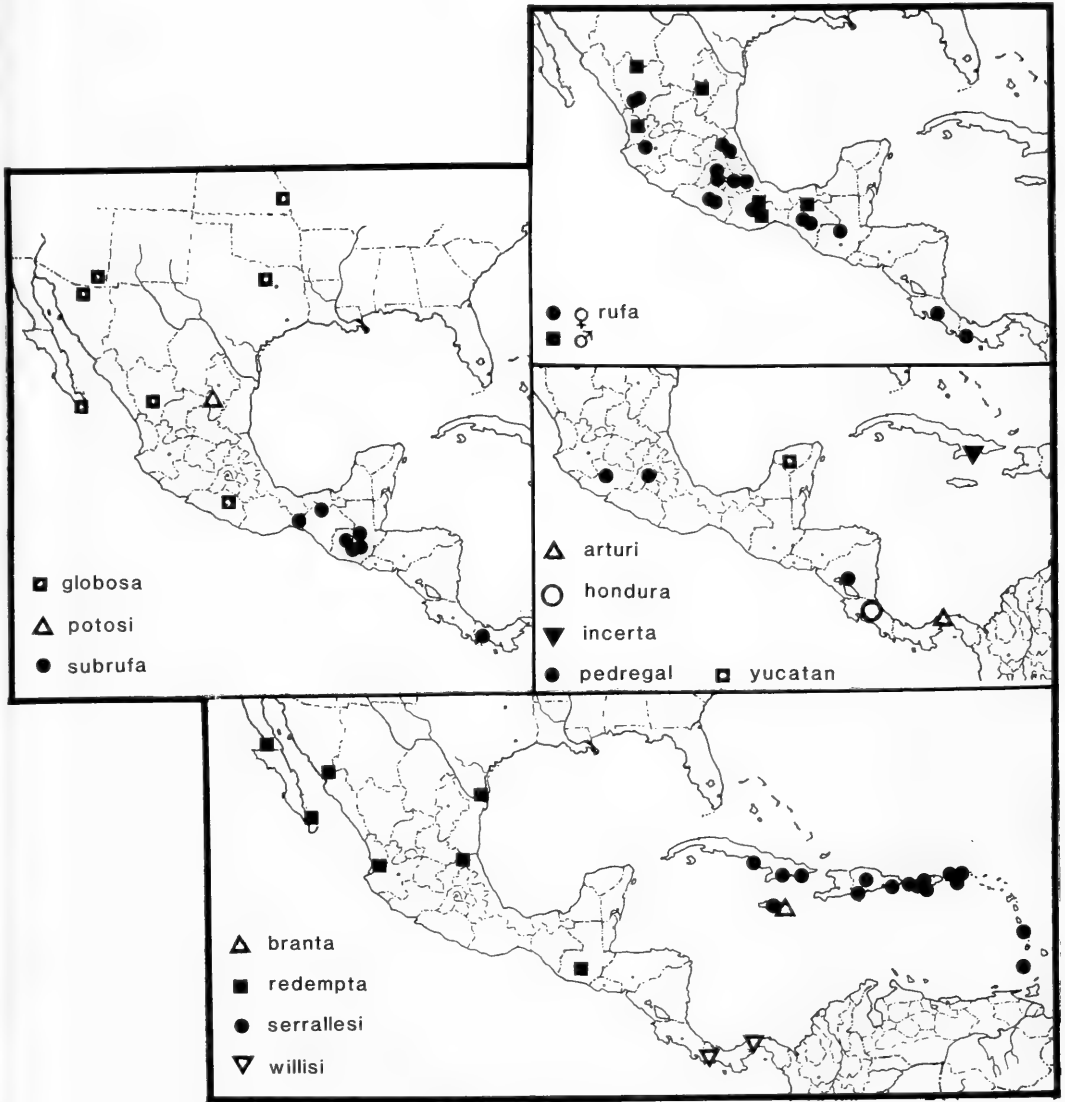 ♀ rufa
♂
globosa
potosi
subrufa
arturi
hondura
incerta
pedregal yucatan
branta
redempta
serrallesi
willisi